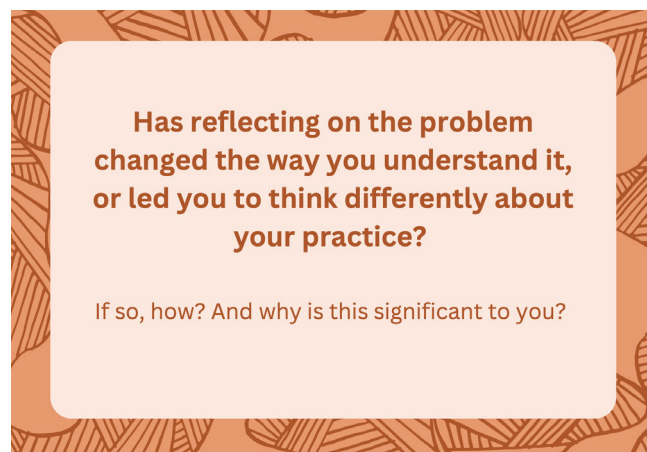 Has reflecting on the problem
changed the way you understand it,
or led you to think differently about
your practice?
If so, how? And why is this significant to you?